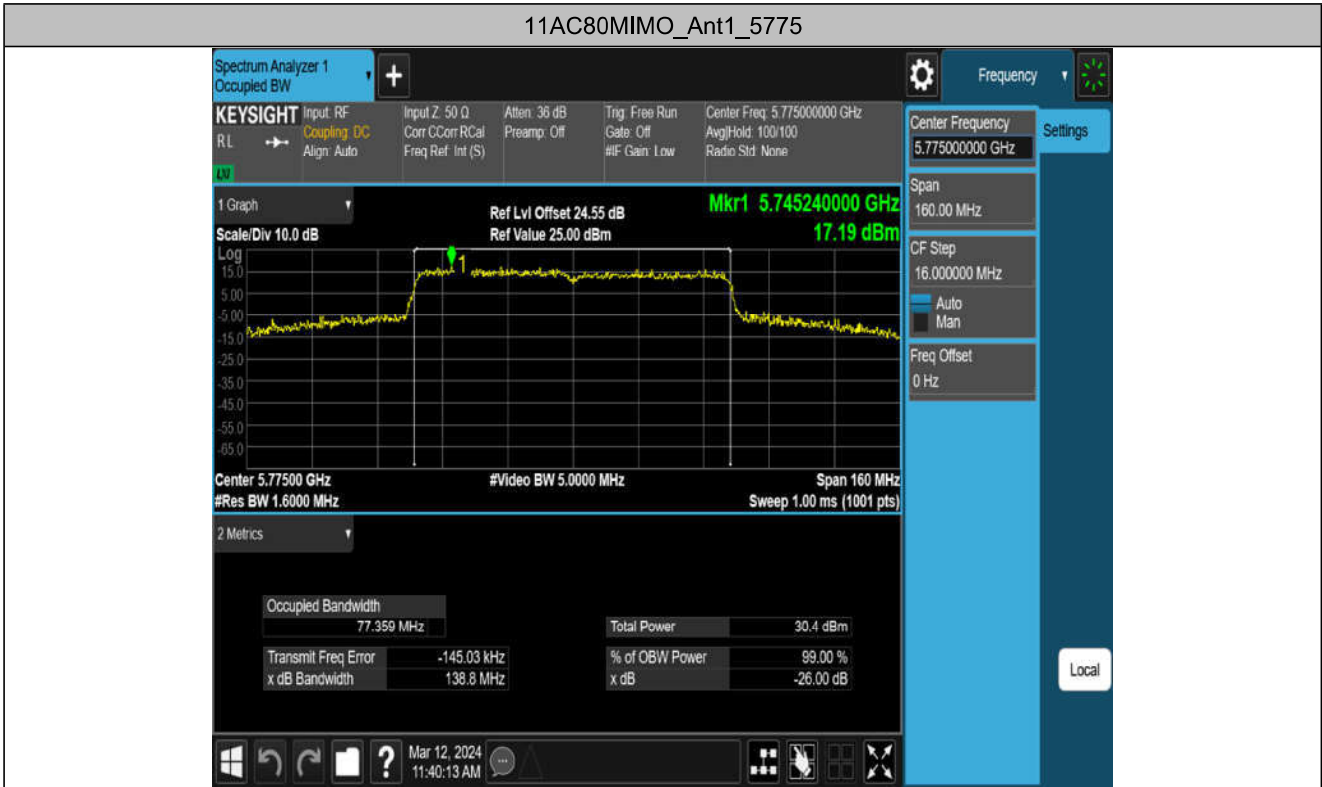 11AC80MIMO_Ant1_5775
Spectrum Analyzer 1
Occupied BW
Frequency
KEYSIGHT
R L
LXI
Input: RF
Coupling: DC
Align: Auto
Input Z: 50 Ω
Corr CCorr RCal
Freq Ref: Int (S)
Atten: 36 dB
Preamp: Off
Trig: Free Run
Gate: Off
#IF Gain: Low
Center Freq: 5.775000000 GHz
Avg|Hold: 100/100
Radio Std: None
Center Frequency
5.775000000 GHz
Settings
Span
160.00 MHz
CF Step
16.000000 MHz
Auto
Man
Freq Offset
0 Hz
Local
1 Graph
Scale/Div 10.0 dB
Ref Lvl Offset 24.55 dB
Ref Value 25.00 dBm
Mkr1 5.745240000 GHz
17.19 dBm
Log
15.0
5.00
-5.00
-15.0
-25.0
-35.0
-45.0
-55.0
-65.0
1
Center 5.77500 GHz
#Res BW 1.6000 MHz
#Video BW 5.0000 MHz
Span 160 MHz
Sweep 1.00 ms (1001 pts)
2 Metrics
Occupied Bandwidth
77.359 MHz
Total Power 30.4 dBm
Transmit Freq Error -145.03 kHz
% of OBW Power 99.00 %
x dB Bandwidth 138.8 MHz
x dB -26.00 dB
Mar 12, 2024
11:40:13 AM